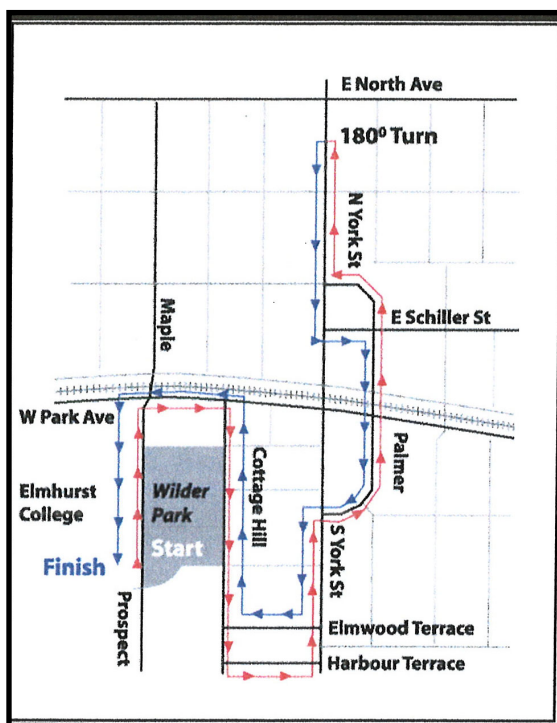 E North Ave
180º Turn
N York St
Maple
E Schiller St
W Park Ave
Palmer
Cottage Hill
Elmhurst
College
Wilder
Park
Start
Finish
S York St
Prospect
Elmwood Terrace
Harbour Terrace